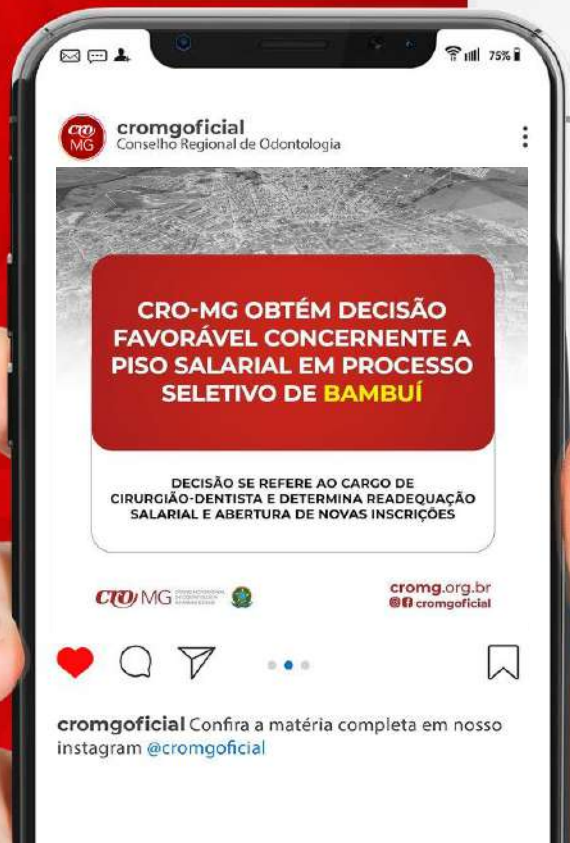 75%
CRO
MG
cromgoficial
Conselho Regional de Odontologia
CRO-MG OBTÉM DECISÃO
FAVORÁVEL CONCERNENTE A
PISO SALARIAL EM PROCESSO
SELETIVO DE BAMBUÍ
DECISÃO SE REFERE AO CARGO DE
CIRURGIÃO-DENTISTA E DETERMINA READEQUAÇÃO
SALARIAL E ABERTURA DE NOVAS INSCRIÇÕES
CRO MG
cromg.org.br
cromgoficial
cromgoficial Confira a matéria completa em nosso
instagram @cromgoficial